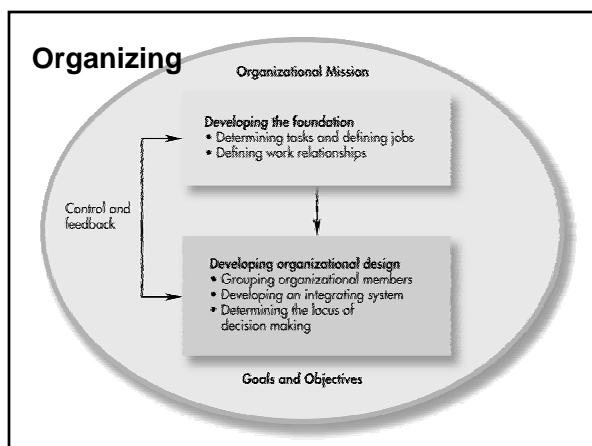 Organizing
Organizational Mission
Developing the foundation
• Determining tasks and defining jobs
• Defining work relationships
Control and
feedback
Developing organizational design
• Grouping organizational members
• Developing an integrating system
• Determining the locus of
decision making
Goals and Objectives